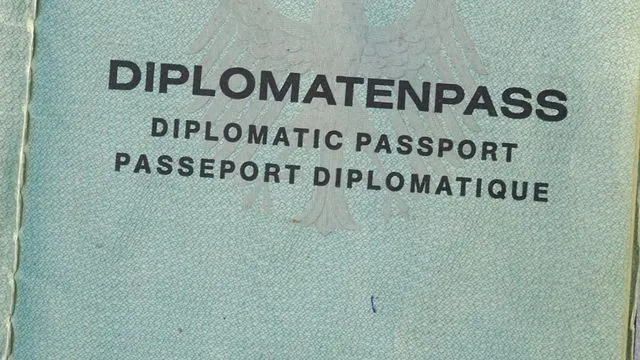 DIPLOMATENPASS
DIPLOMATIC PASSPORT
PASSEPORT DIPLOMATIQUE